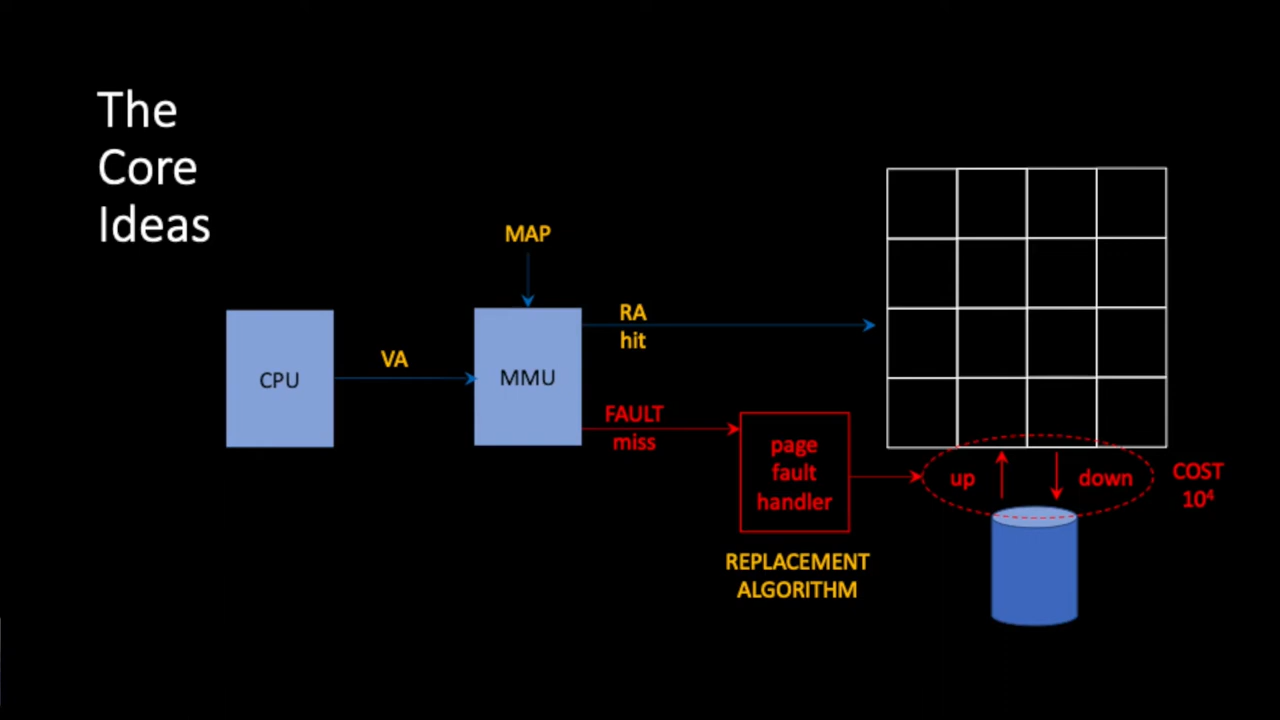 The
Core
Ideas
MAP
CPU
VA
MMU
RA
hit
FAULT
miss
page
fault
handler
REPLACEMENT
ALGORITHM
up
down
COST
10⁴